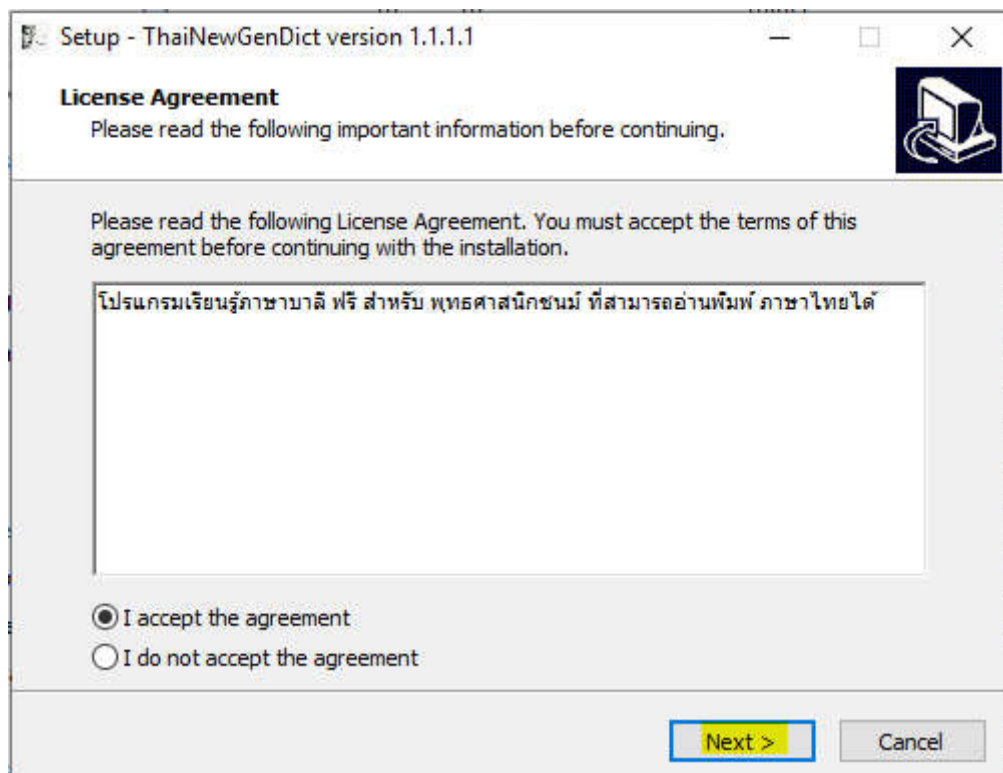 Setup - ThaiNewGenDict version 1.1.1.1
License Agreement
Please read the following important information before continuing.
Please read the following License Agreement. You must accept the terms of this
agreement before continuing with the installation.
โปรแกรมเรียนรู้ภาษาบาลี ฟรี สำหรับ พุทธศาสนิกชนม์ ที่สามารถอ่านพิมพ์ ภาษาไทยได้
I accept the agreement
I do not accept the agreement
Next >
Cancel